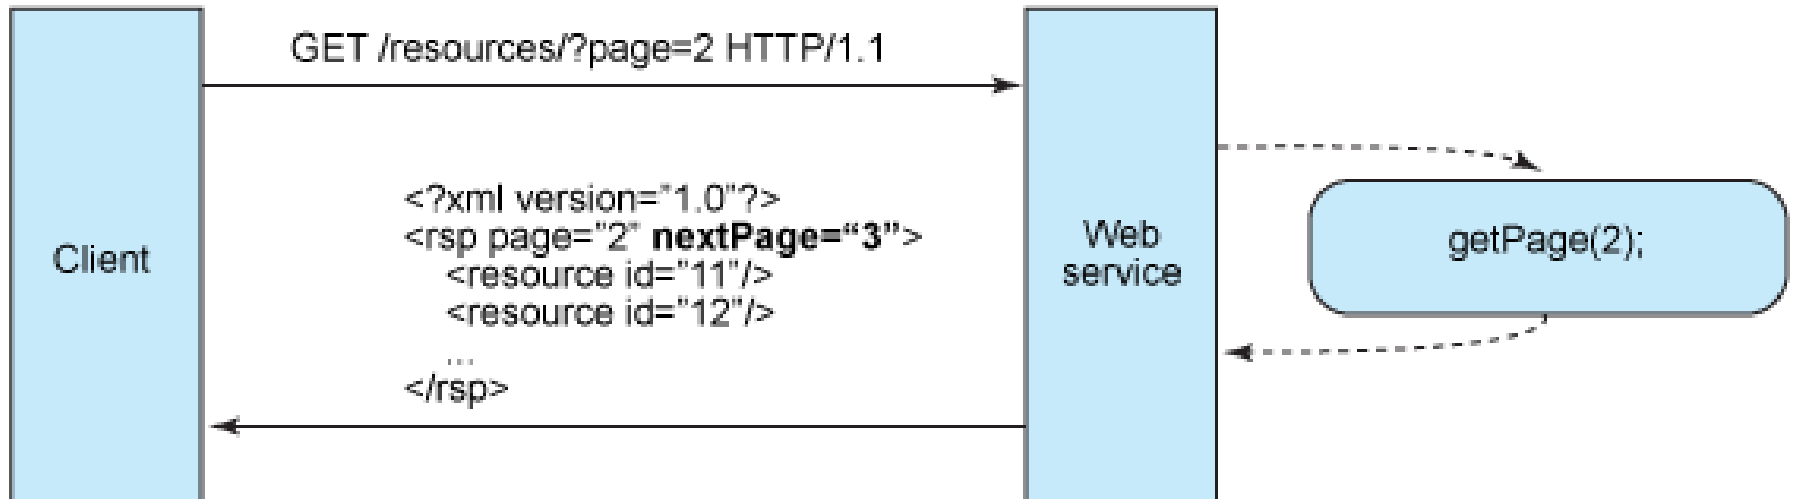 GET /resources/?page=2 HTTP/1.1
<?xml version="1.0"?>
<rsp page="2" nextPage=“3”>
<resource id="11"/>
<resource id="12"/>
...
</rsp>
Client
Web
service
getPage(2);